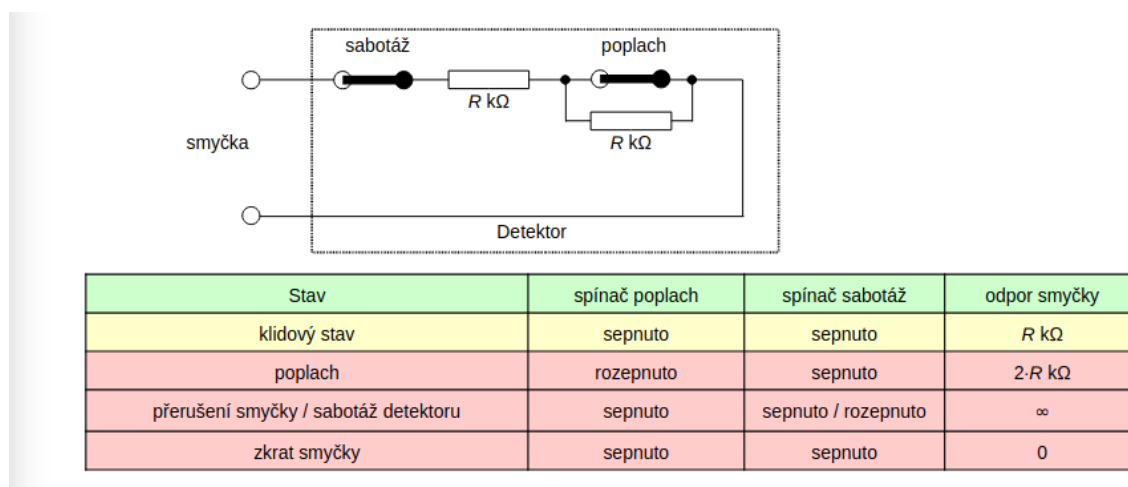 sabotáž poplach
R kΩ
R kΩ
smyčka
Detektor
Stav spínač poplach spínač sabotáž odpor smyčky
klidový stav sepnuto sepnuto R kΩ
poplach rozepnuto sepnuto 2·R kΩ
přerušení smyčky / sabotáž detektoru sepnuto sepnuto / rozepnuto ∞
zkrat smyčky sepnuto sepnuto 0